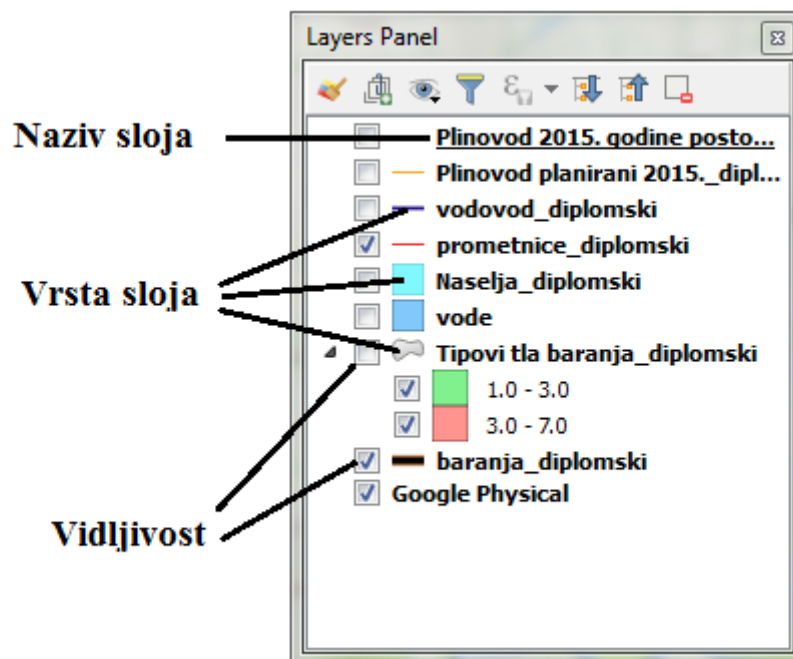 Layers Panel
Naziv sloja
Plinovod 2015. godine posto...
Plinovod planirani 2015._dipl...
vodovod_diplomski
prometnice_diplomski
Vrsta sloja
Naselja_diplomski
vode
Tipovi tla baranja_diplomski
1.0 - 3.0
3.0 - 7.0
baranja_diplomski
Google Physical
Vidljivost